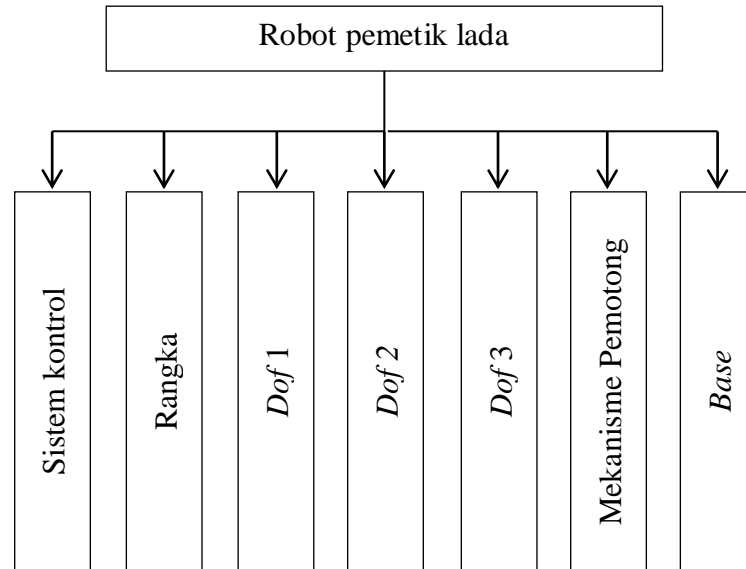 Robot pemetik lada
Sistem kontrol
Rangka
Dof 1
Dof 2
Dof 3
Mekanisme Pemotong
Base